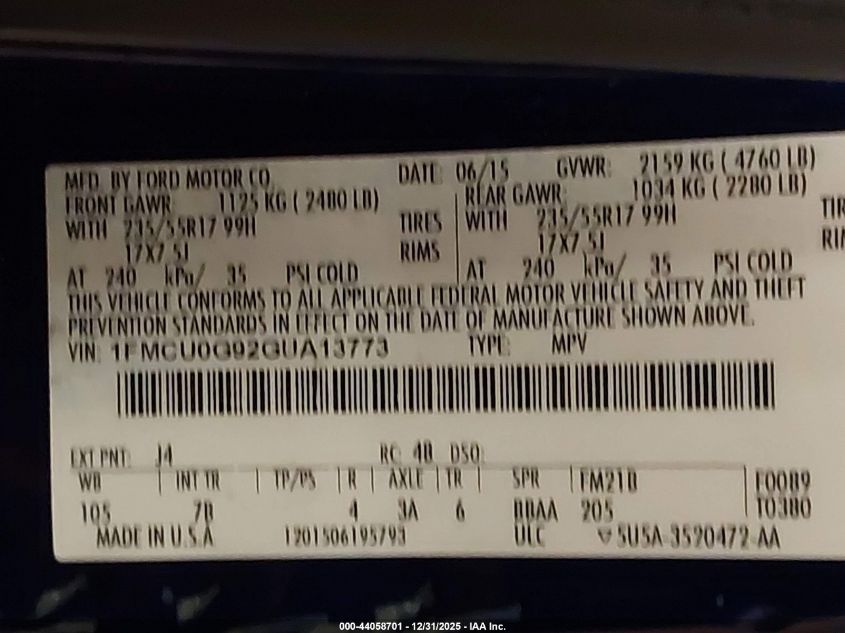 MFD. BY FORD MOTOR CO. DATE: 06/15 GVWR: 2159 KG ( 4760 LB)
FRONT GAWR: 1125 KG ( 2480 LB) REAR GAWR: 1034 KG ( 2280 LB)
WITH 235/55R17 99H TIRES WITH 235/55R17 99H TIR
17X7.5J RIMS 17X7.5J RI
AT 240 kPa/ 35 PSI COLD AT 240 kPa/ 35 PSI COLD
THIS VEHICLE CONFORMS TO ALL APPLICABLE FEDERAL MOTOR VEHICLE SAFETY AND THEFT
PREVENTION STANDARDS IN EFFECT ON THE DATE OF MANUFACTURE SHOWN ABOVE.
VIN: 1FMCU0G92GUA13773 TYPE: MPV
EXT PNT: J4 RC: 48 DSO:
WB | INT TR | TP/PS | R | AXLE | TR | SPR | FM21B | F0089
105 7B 4 3A 6 BBAA 205 T0380
MADE IN U.S.A 1201506195793 ULC 5U5A-3520472-AA
000-44058701 - 12/31/2025 - IAA Inc.